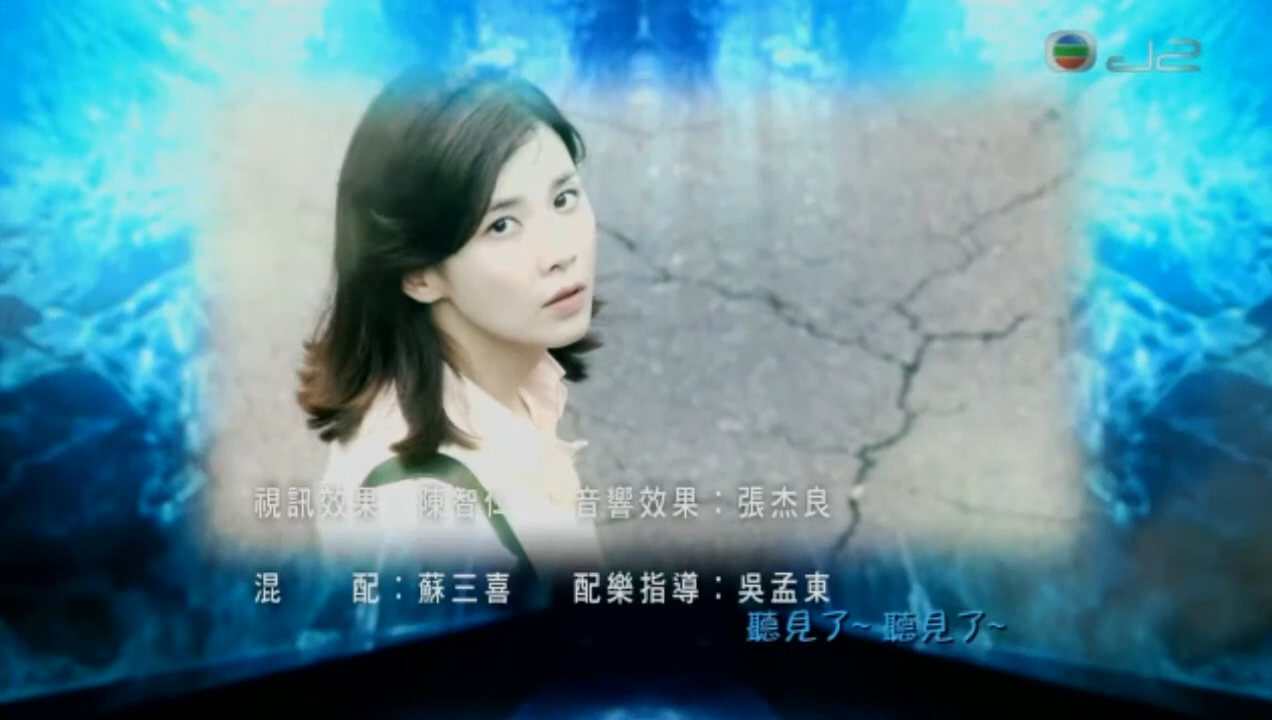 J2
視訊效果：陳智仁 音響效果：張杰良
混 配：蘇三喜 配樂指導：吳孟東
聽見了~ 聽見了~